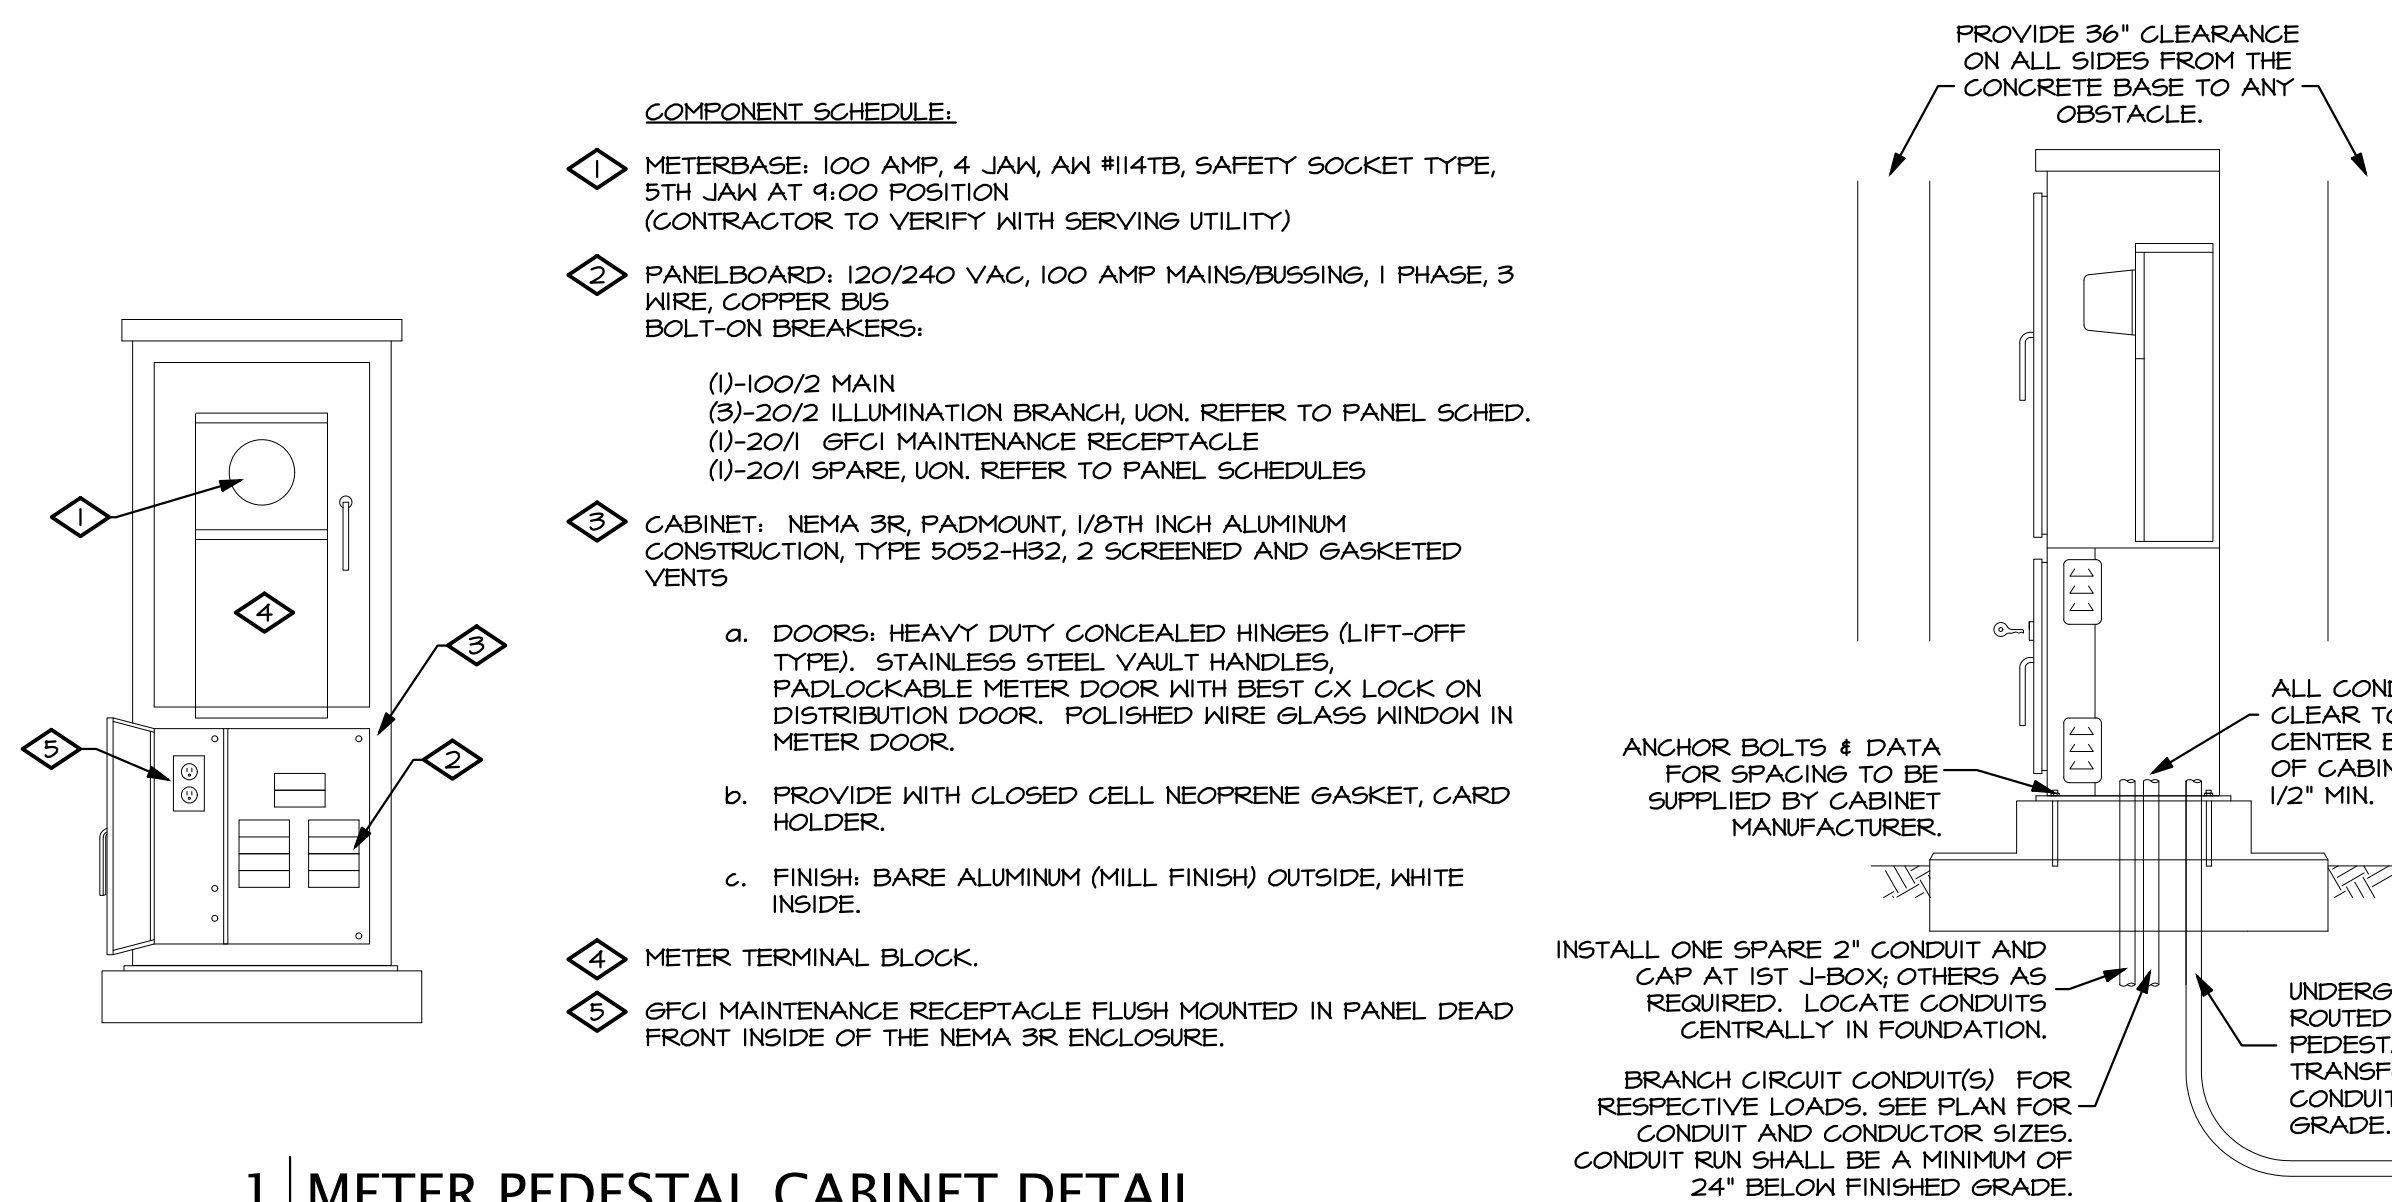 COMPONENT SCHEDULE:
1
METERBASE: 100 AMP, 4 JAW, AW #114TB, SAFETY SOCKET TYPE,
5TH JAW AT 9:00 POSITION
(CONTRACTOR TO VERIFY WITH SERVING UTILITY)
2
PANELBOARD: 120/240 VAC, 100 AMP MAINS/BUSSING, 1 PHASE, 3
WIRE, COPPER BUS
BOLT-ON BREAKERS:
(1)-100/2 MAIN
(3)-20/2 ILLUMINATION BRANCH, UON. REFER TO PANEL SCHED.
(1)-20/1 GFCI MAINTENANCE RECEPTACLE
(1)-20/1 SPARE, UON. REFER TO PANEL SCHEDULES
3
CABINET: NEMA 3R, PADMOUNT, 1/8TH INCH ALUMINUM
CONSTRUCTION, TYPE 5052-H32, 2 SCREENED AND GASKETED
VENTS
a. DOORS: HEAVY DUTY CONCEALED HINGES (LIFT-OFF
TYPE). STAINLESS STEEL VAULT HANDLES,
PADLOCKABLE METER DOOR WITH BEST CX LOCK ON
DISTRIBUTION DOOR. POLISHED WIRE GLASS WINDOW IN
METER DOOR.
b. PROVIDE WITH CLOSED CELL NEOPRENE GASKET, CARD
HOLDER.
c. FINISH: BARE ALUMINUM (MILL FINISH) OUTSIDE, WHITE
INSIDE.
4
METER TERMINAL BLOCK.
5
GFCI MAINTENANCE RECEPTACLE FLUSH MOUNTED IN PANEL DEAD
FRONT INSIDE OF THE NEMA 3R ENCLOSURE.
1
4
3
5
2
1 METER PEDESTAL CABINET DETAIL
PROVIDE 36" CLEARANCE
ON ALL SIDES FROM THE
CONCRETE BASE TO ANY
OBSTACLE.
ANCHOR BOLTS & DATA
FOR SPACING TO BE
SUPPLIED BY CABINET
MANUFACTURER.
ALL
CLEAR
CENTER
OF
1/2" MIN.
INSTALL ONE SPARE 2" CONDUIT AND
CAP AT 1ST J-BOX; OTHERS AS
REQUIRED. LOCATE CONDUITS
CENTRALLY IN FOUNDATION.
BRANCH CIRCUIT CONDUIT(S) FOR
RESPECTIVE LOADS. SEE PLAN FOR
CONDUIT AND CONDUCTOR SIZES.
CONDUIT RUN SHALL BE A MINIMUM OF
24" BELOW FINISHED GRADE.
ROUTED
CONDUIT
GRADE.